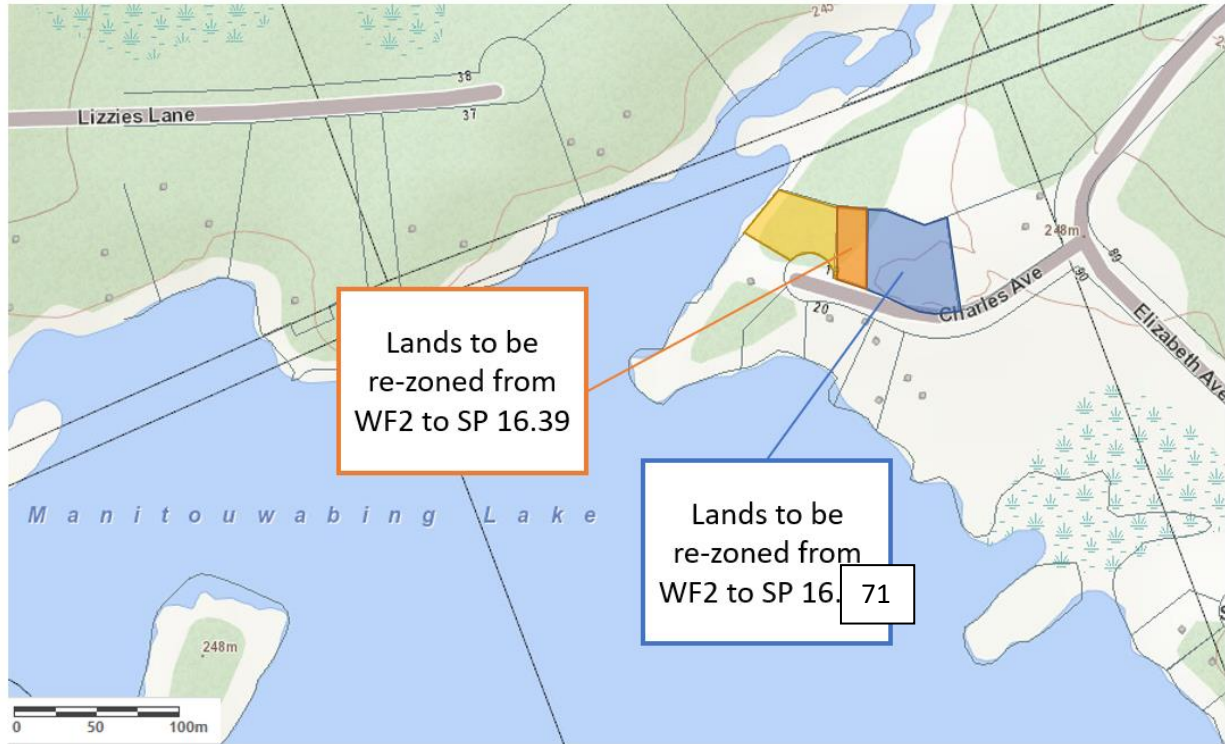 245
38
Lizzies Lane
37
248m
89
90
Charles Ave
20
Elizabeth Ave
Lands to be
re-zoned from
WF2 to SP 16.39
Lands to be
re-zoned from
WF2 to SP 16. 71
Manitouwabing Lake
248m
0 50 100m